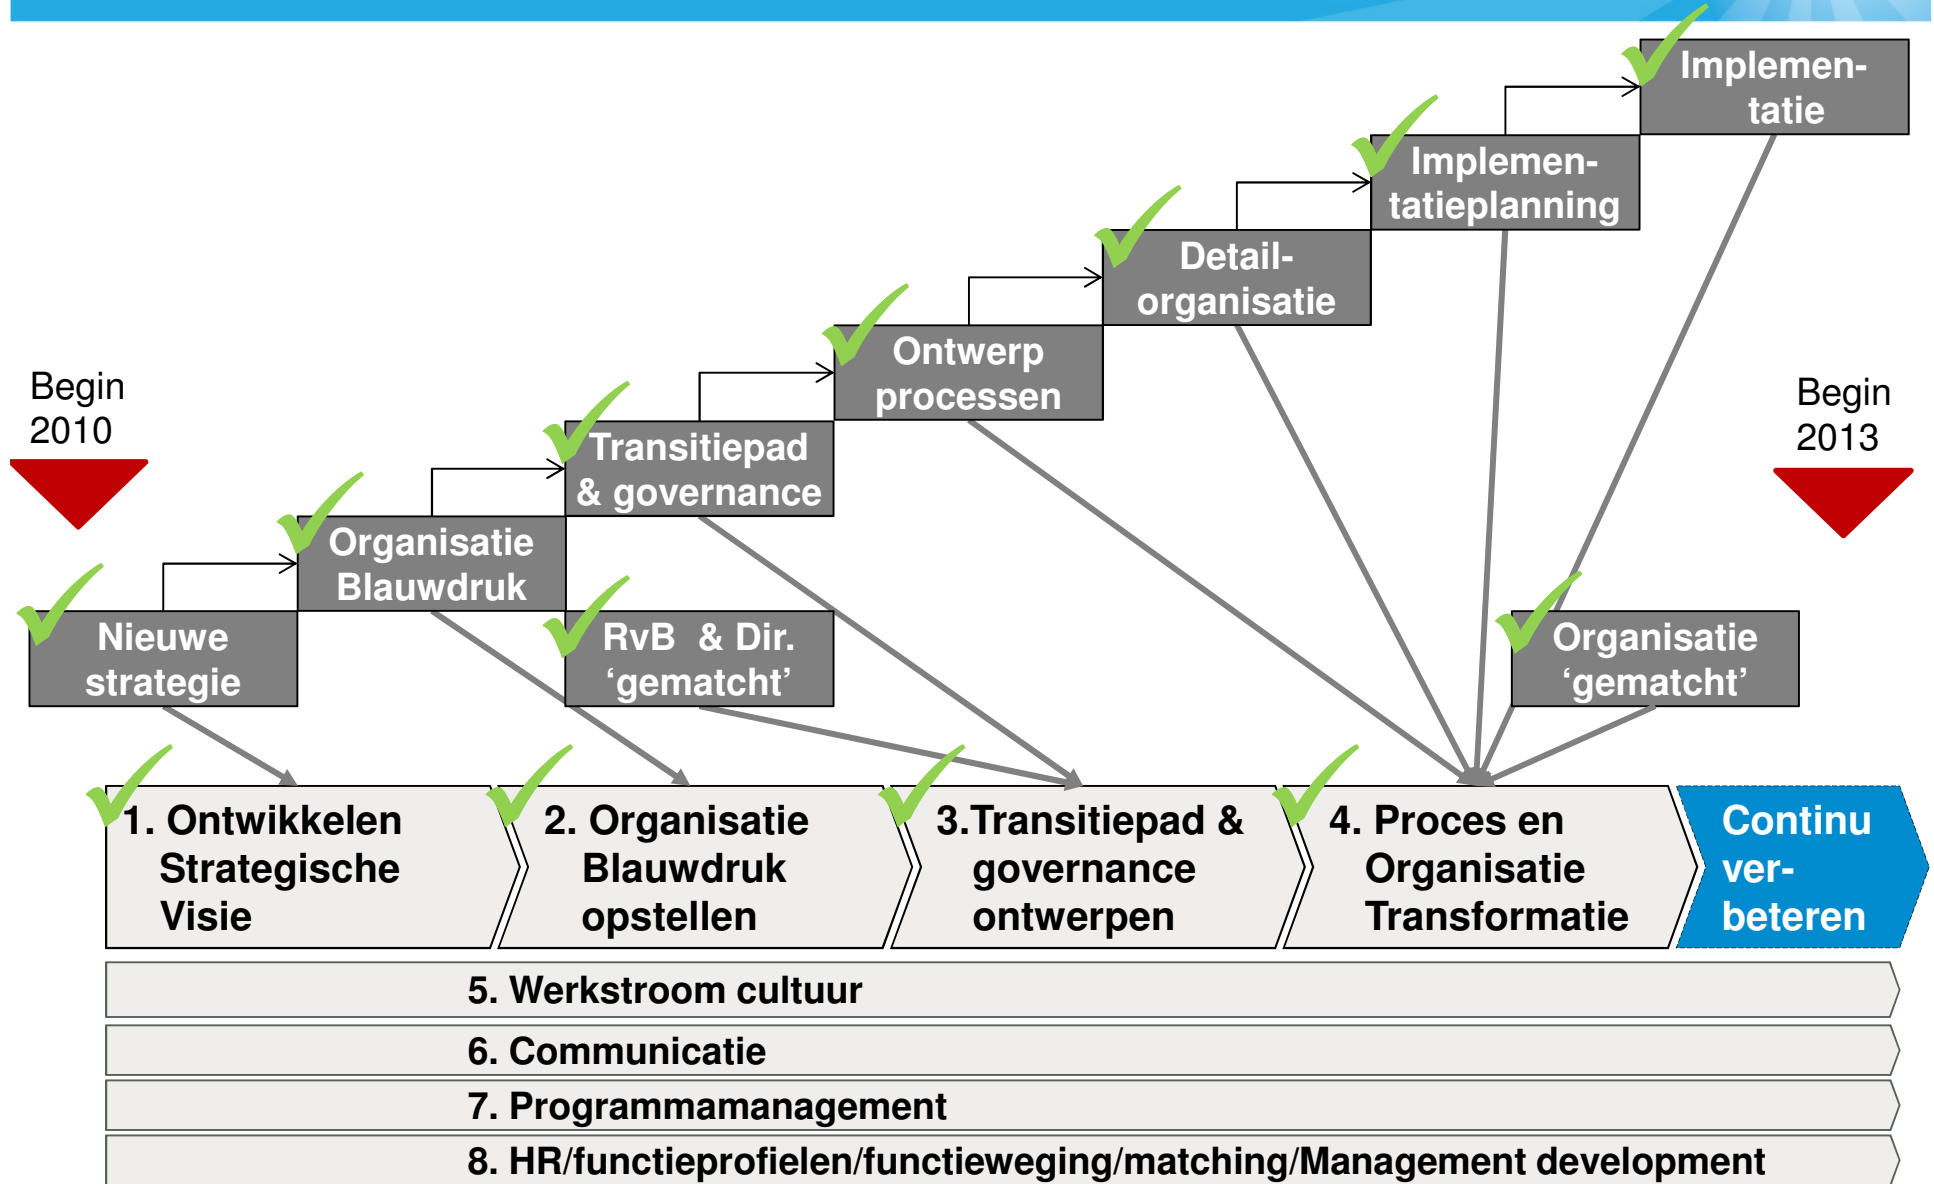 Implemen-
tatie
Implemen-
tatieplanning
Detail-
organisatie
Ontwerp
processen
Begin
2010
Begin
2013
Transitiepad
& governance
Organisatie
Blauwdruk
Nieuwe
strategie
RvB & Dir.
‘gematcht’
Organisatie
‘gematcht’
1. Ontwikkelen
Strategische
Visie
2. Organisatie
Blauwdruk
opstellen
3.Transitiepad &
governance
ontwerpen
4. Proces en
Organisatie
Transformatie
Continu
ver-
beteren
5. Werkstroom cultuur
6. Communicatie
7. Programmamanagement
8. HR/functieprofielen/functieweging/matching/Management development